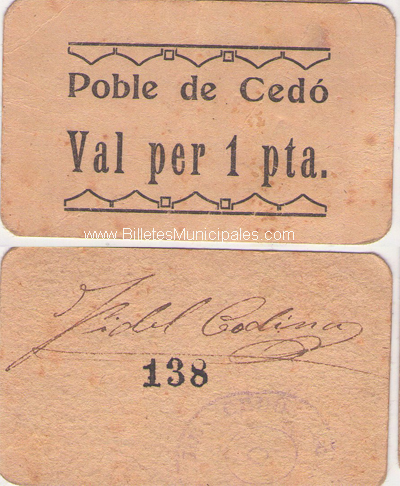 Poble de Cedó
Val per 1 pta.
www.BilletesMunicipales.com
Fidel Codina
138